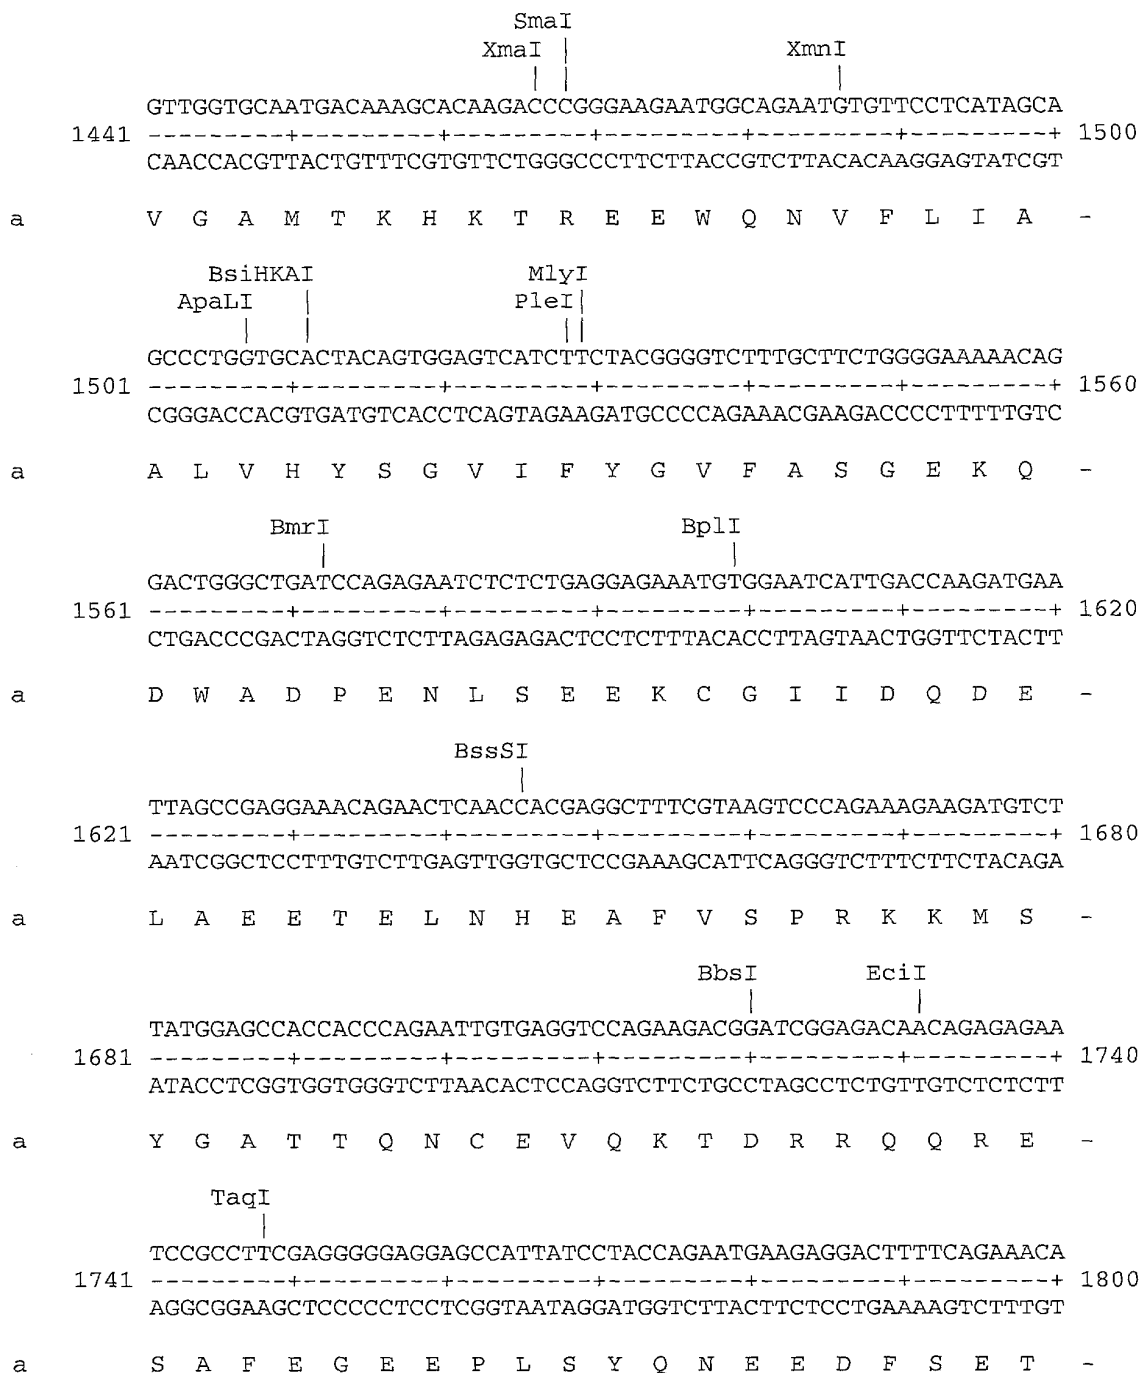 SmaI
XmaI
XmnI
GTTGGTGCAATGACAAAGCACAAGACCCGGGAAGAATGGCAGAATGTGTTCCTCATAGCA
1441 ---------+---------+---------+---------+---------+---------+ 1500
CAACCACGTTACTGTTTCGTGTTCTGGGCCCTTCTTACCGTCTTACACAAGGAGTATCGT
a V G A M T K H K T R E E W Q N V F L I A -
BsiHKAI MlyI
ApaLI PleI
GCCCTGGTGCACTACAGTGGAGTCATCTTCTACGGGGTCTTTGCTTCTGGGGAAAAACAG
1501 ---------+---------+---------+---------+---------+---------+ 1560
CGGGACCACGTGATGTCACCTCAGTAGAAGATGCCCCAGAAACGAAGACCCCTTTTTGTC
a A L V H Y S G V I F Y G V F A S G E K Q -
BmrI BplI
GACTGGGCTGATCCAGAGAATCTCTCTGAGGAGAAATGTGGAATCATTGACCAAGATGAA
1561 ---------+---------+---------+---------+---------+---------+ 1620
CTGACCCGACTAGGTCTCTTAGAGAGACTCCTCTTTACACCTTAGTAACTGGTTCTACTT
a D W A D P E N L S E E K C G I I D Q D E -
BssSI
TTAGCCGAGGAAACAGAACTCAACCACGAGGCTTTCGTAAGTCCCAGAAAGAAGATGTCT
1621 ---------+---------+---------+---------+---------+---------+ 1680
AATCGGCTCCTTTGTCTTGAGTTGGTGCTCCGAAAGCATTCAGGGTCTTTCTTCTACAGA
a L A E E T E L N H E A F V S P R K K M S -
BbsI EciI
TATGGAGCCACCACCCAGAATTGTGAGGTCCAGAAGACGGATCGGAGACAACAGAGAGAA
1681 ---------+---------+---------+---------+---------+---------+ 1740
ATACCTCGGTGGTGGGTCTTAACACTCCAGGTCTTCTGCCTAGCCTCTGTTGTCTCTCTT
a Y G A T T Q N C E V Q K T D R R Q Q R E -
TaqI
TCCGCCTTCGAGGGGGAGGAGCCATTATCCTACCAGAATGAAGAGGACTTTTCAGAAACA
1741 ---------+---------+---------+---------+---------+---------+ 1800
AGGCGGAAGCTCCCCCTCCTCGGTAATAGGATGGTCTTACTTCTCCTGAAAAGTCTTTGT
a S A F E G E E P L S Y Q N E E D F S E T -